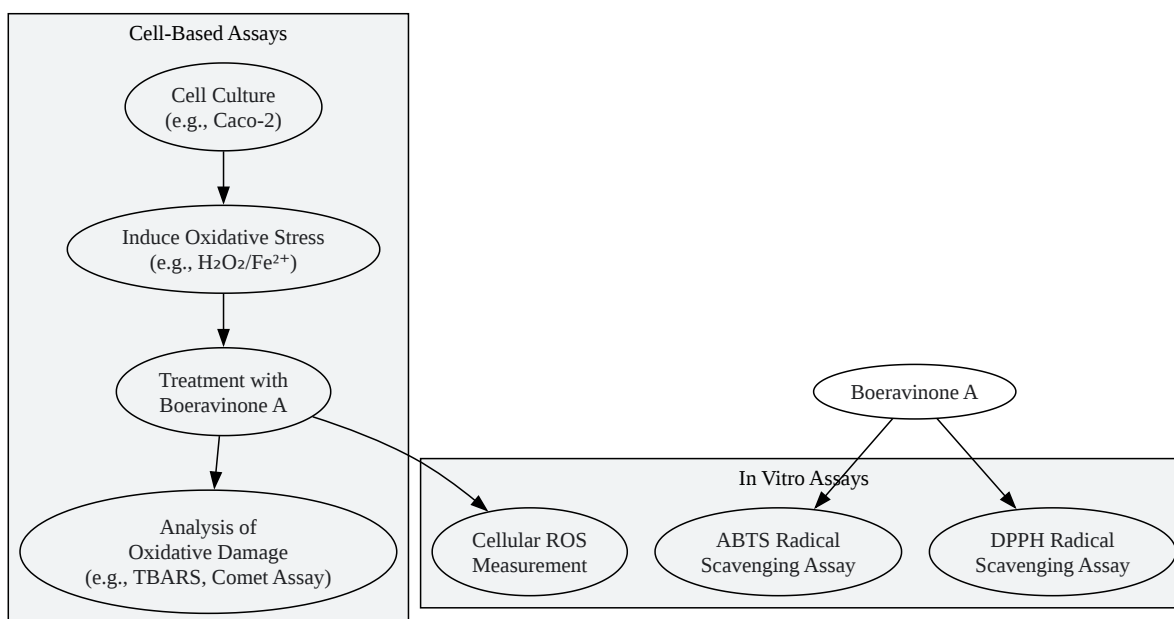 Cell-Based Assays
Cell Culture
(e.g., Caco-2)
Induce Oxidative Stress
(e.g., H₂O₂/Fe²⁺)
Treatment with
Boeravinone A
Analysis of
Oxidative Damage
(e.g., TBARS, Comet Assay)
Boeravinone A
In Vitro Assays
Cellular ROS
Measurement
ABTS Radical
Scavenging Assay
DPPH Radical
Scavenging Assay